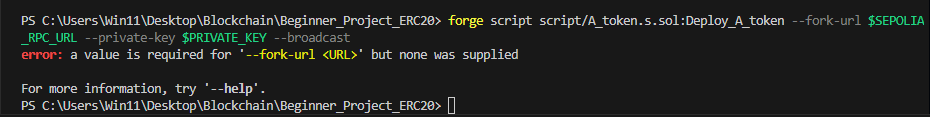 PS C:\Users\Win11\Desktop\Blockchain\Beginner_Project_ERC20> forge script script/A_token.s.sol:Deploy_A_token --fork-url $SEPOLIA
_RPC_URL --private-key $PRIVATE_KEY --broadcast
error: a value is required for '--fork-url <URL>' but none was supplied
For more information, try '--help'.
PS C:\Users\Win11\Desktop\Blockchain\Beginner_Project_ERC20>